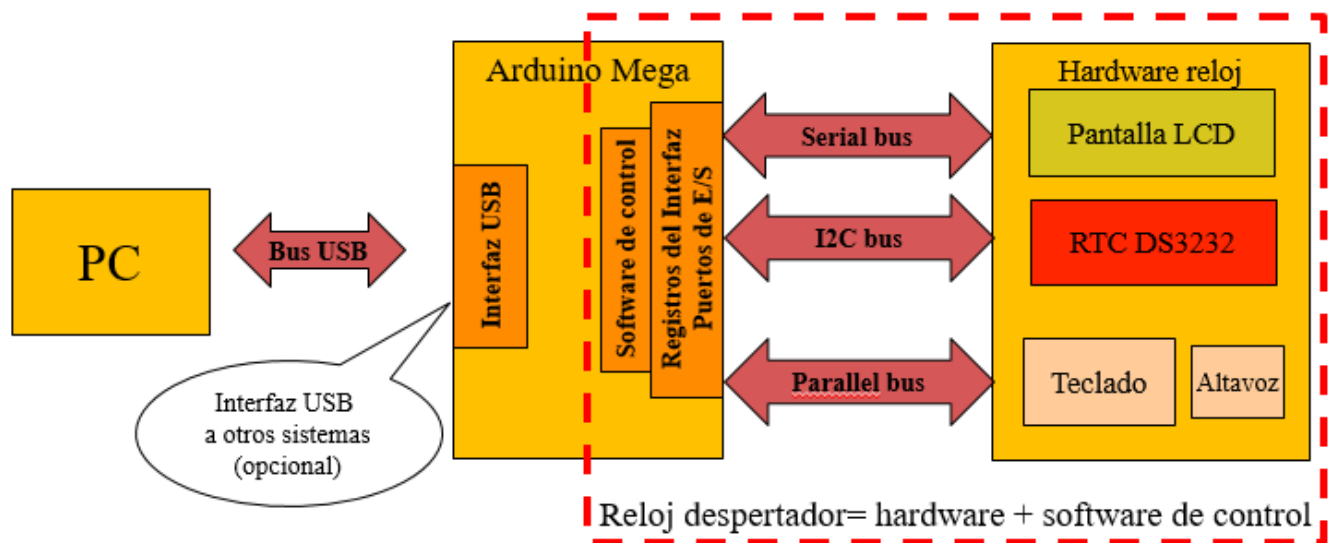 PC
Bus USB
Interfaz USB
a otros sistemas
(opcional)
Arduino Mega
Interfaz USB
Software de control
Registros del Interfaz
Puertos de E/S
Serial bus
I2C bus
Parallel bus
Hardware reloj
Pantalla LCD
RTC DS3232
Teclado
Altavoz
Reloj despertador= hardware + software de control